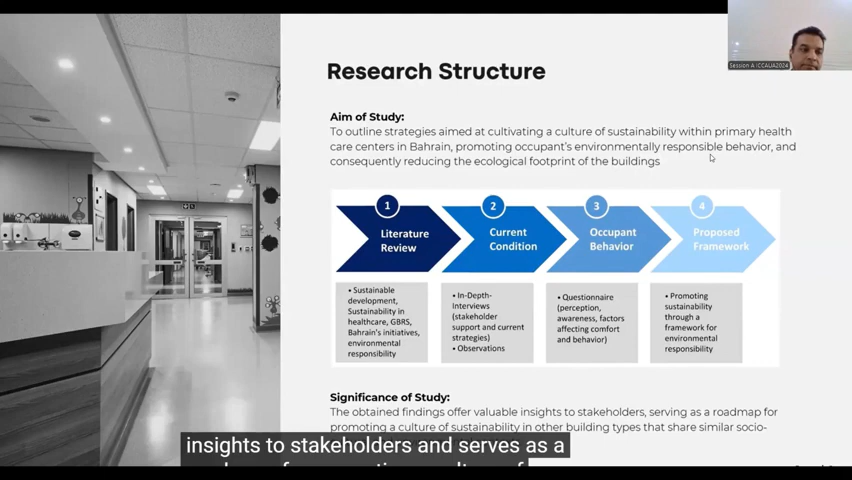 Session A ICCAUA2024
Research Structure
Aim of Study:
To outline strategies aimed at cultivating a culture of sustainability within primary health
care centers in Bahrain, promoting occupant's environmentally responsible behavior, and
consequently reducing the ecological footprint of the buildings
1
Literature
Review
2
Current
Condition
3
Occupant
Behavior
4
Proposed
Framework
• Sustainable
development,
Sustainability in
healthcare, GBRS,
Bahrain's initiatives,
environmental
responsibility
• In-Depth-
Interviews
(stakeholder
support and current
strategies)
• Observations
• Questionnaire
(perception,
awareness, factors
affecting comfort
and behavior)
• Promoting
sustainability
through a
framework for
environmental
responsibility
Significance of Study:
The obtained findings offer valuable insights to stakeholders, serving as a roadmap for
promoting a culture of sustainability in other building types that share similar socio-
insights to stakeholders and serves as a